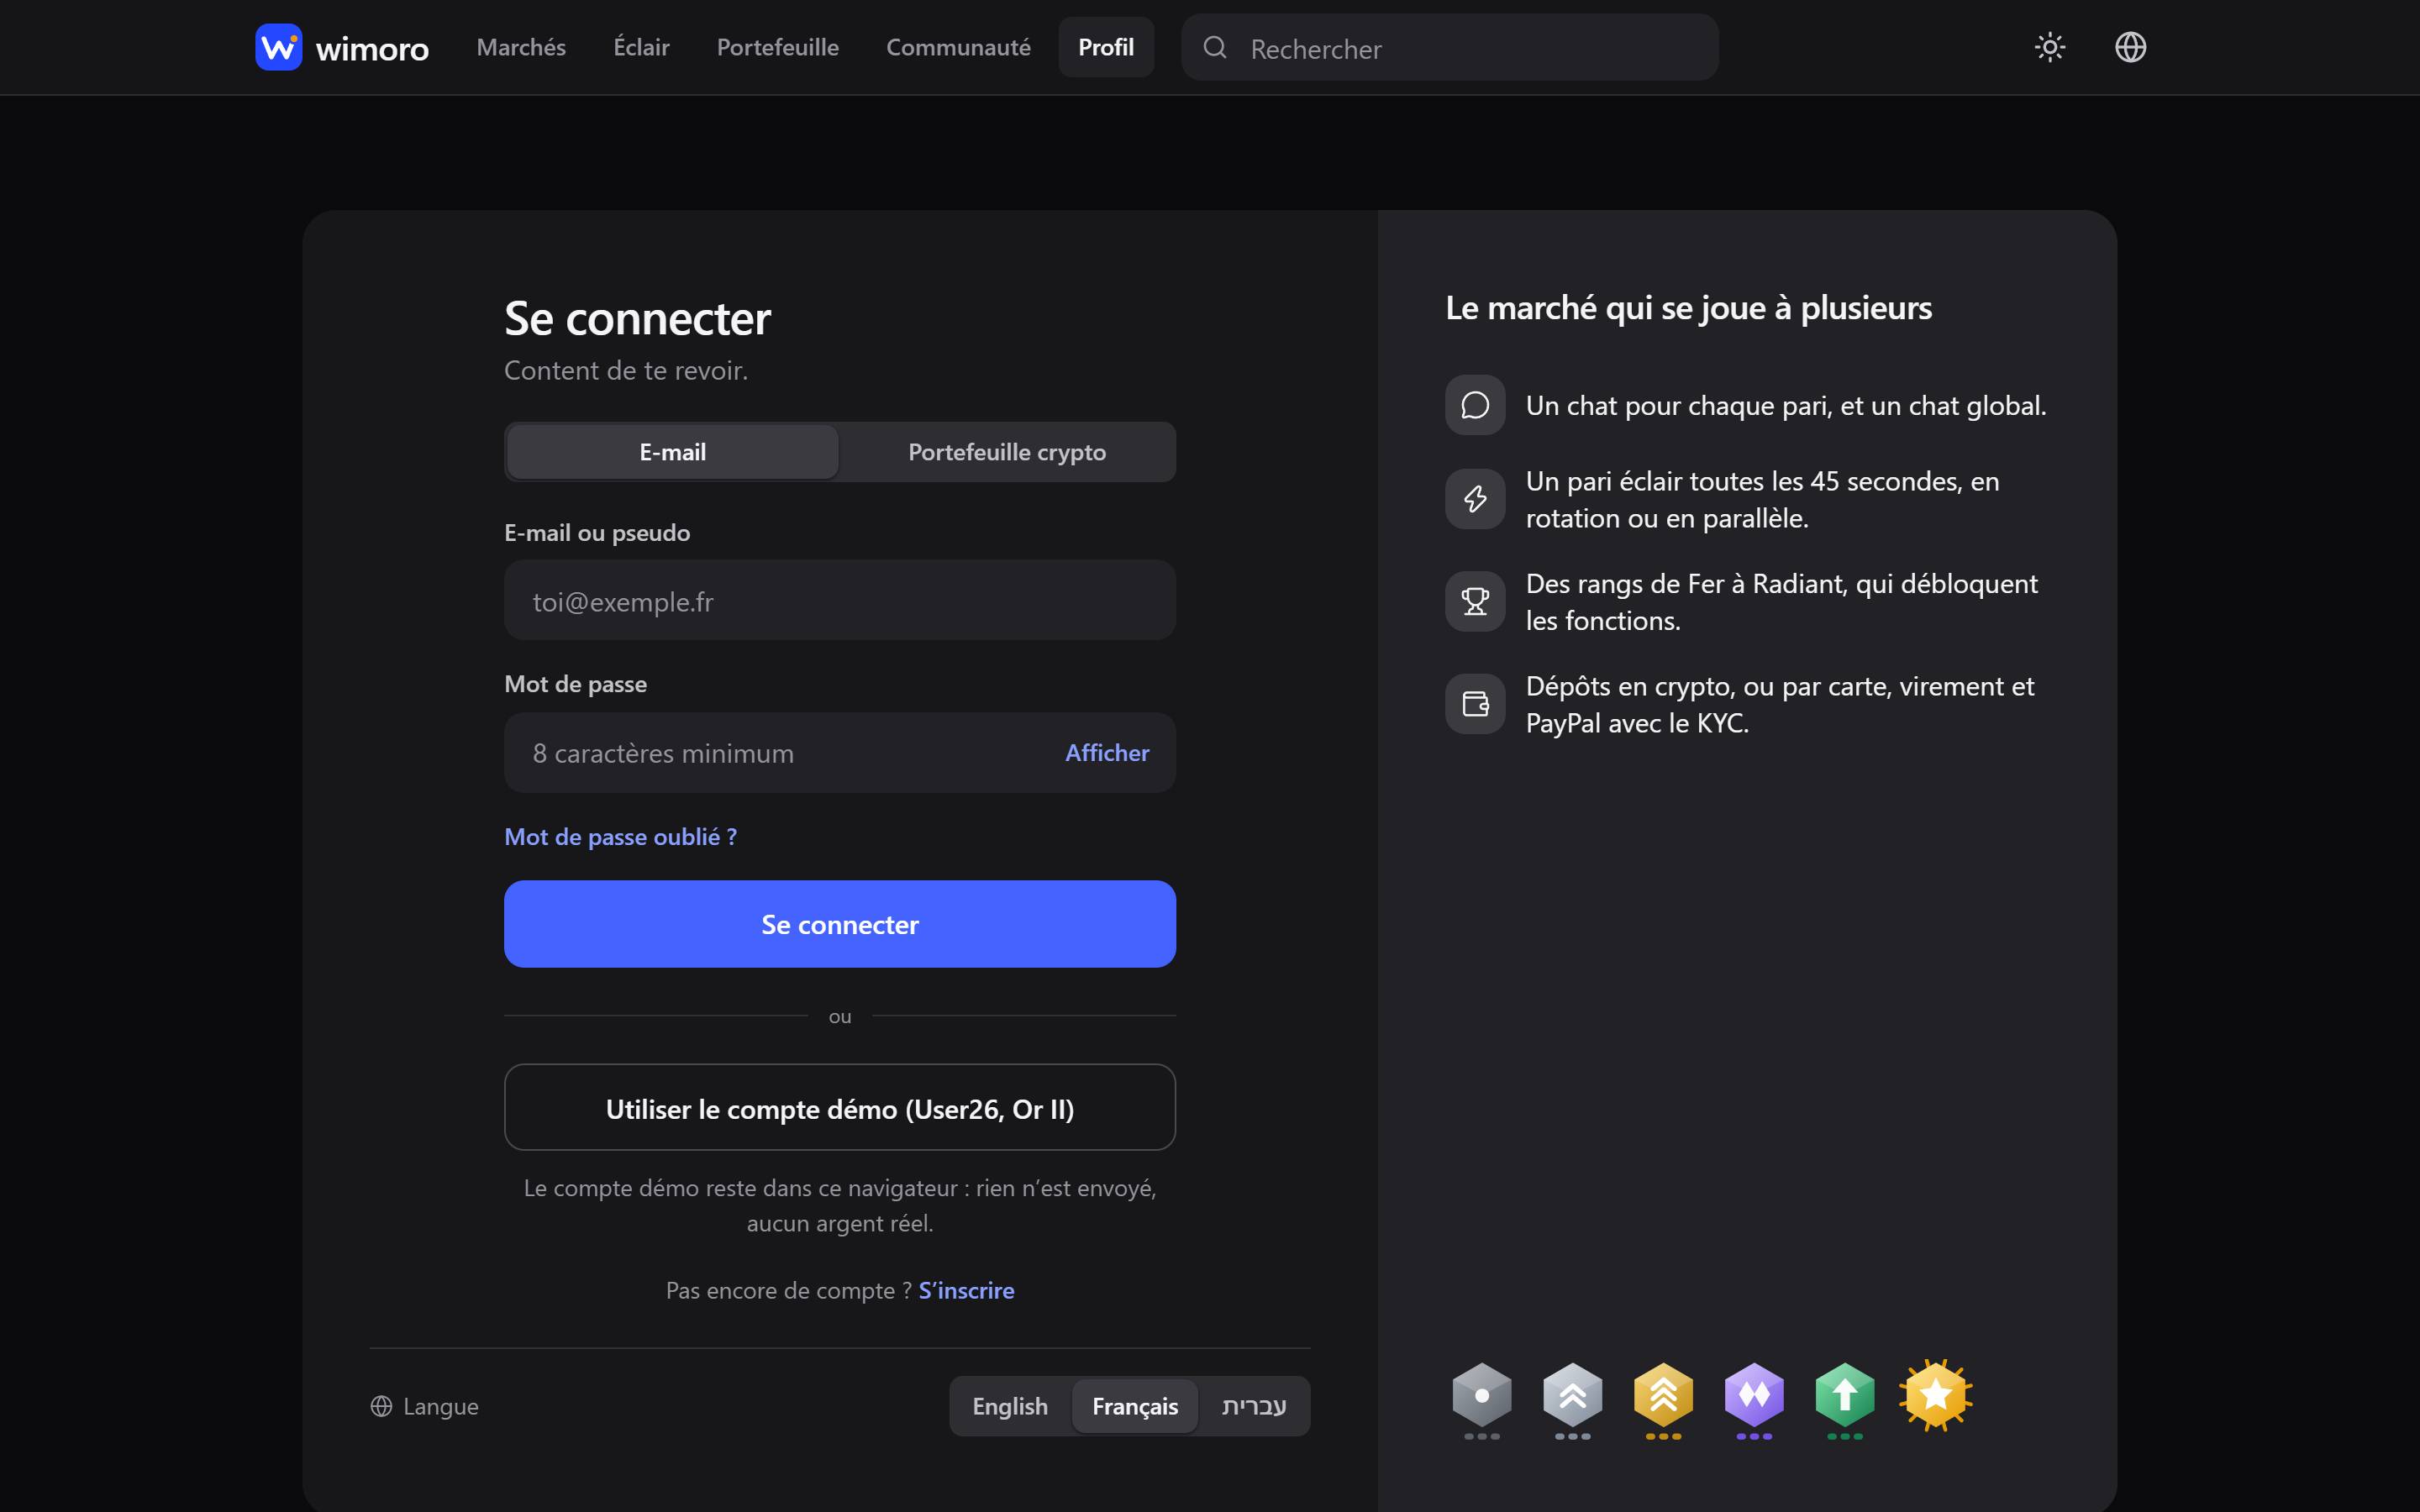 wimoro
Marchés
Éclair
Portefeuille
Communauté
Profil
Rechercher
Se connecter
Content de te revoir.
E-mail
Portefeuille crypto
E-mail ou pseudo
toi@exemple.fr
Mot de passe
8 caractères minimum
Afficher
Mot de passe oublié ?
Se connecter
ou
Utiliser le compte démo (User26, Or II)
Le compte démo reste dans ce navigateur : rien n’est envoyé,
aucun argent réel.
Pas encore de compte ? S’inscrire
Langue
English
Français
עברית
Le marché qui se joue à plusieurs
Un chat pour chaque pari, et un chat global.
Un pari éclair toutes les 45 secondes, en
rotation ou en parallèle.
Des rangs de Fer à Radiant, qui débloquent
les fonctions.
Dépôts en crypto, ou par carte, virement et
PayPal avec le KYC.